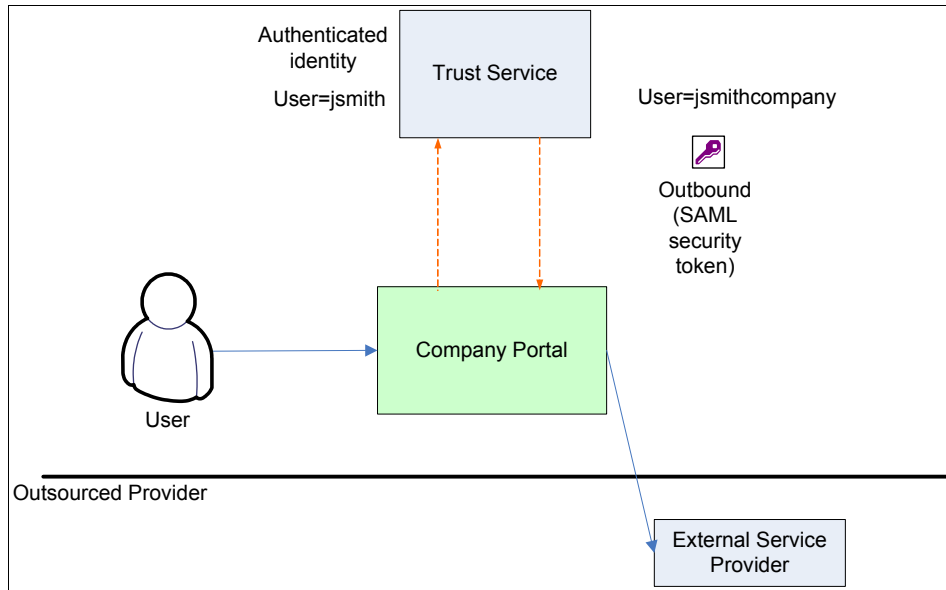 Authenticated
identity
User=jsmith
Trust Service
User=jsmithcompany
Outbound
(SAML
security
token)
Company Portal
User
Outsourced Provider
External Service
Provider